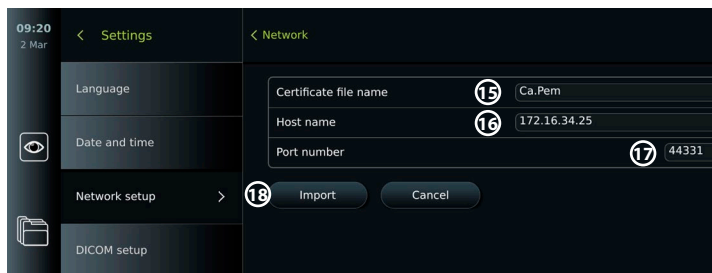 09:20
2 Mar
Settings
Network
Language
Certificate file name
15
Ca.Pem
Host name
16
172.16.34.25
Date and time
Port number
17
44331
Network setup
18
Import
Cancel
DICOM setup